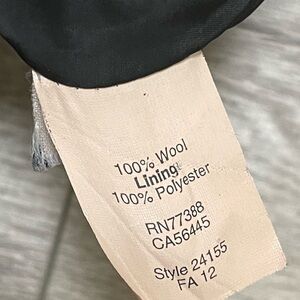 100% Wool
Lining:
100% Polyester
RN77388
CA56445
Style 24155
FA 12